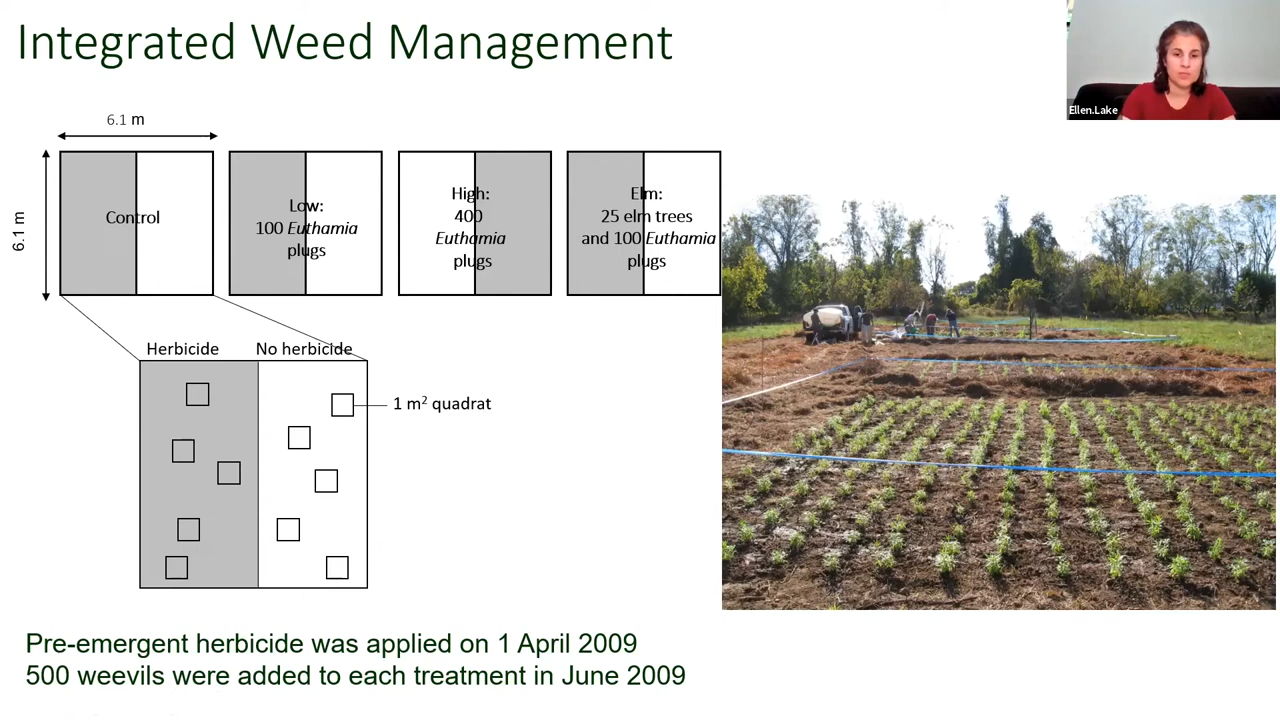 Integrated Weed Management
Ellen.Lake
6.1 m
6.1 m
Control
Low:
100 Euthamia
plugs
High:
400
Euthamia
plugs
Elm:
25 elm trees
and 100 Euthamia
plugs
Herbicide
No herbicide
1 m² quadrat
Pre-emergent herbicide was applied on 1 April 2009
500 weevils were added to each treatment in June 2009